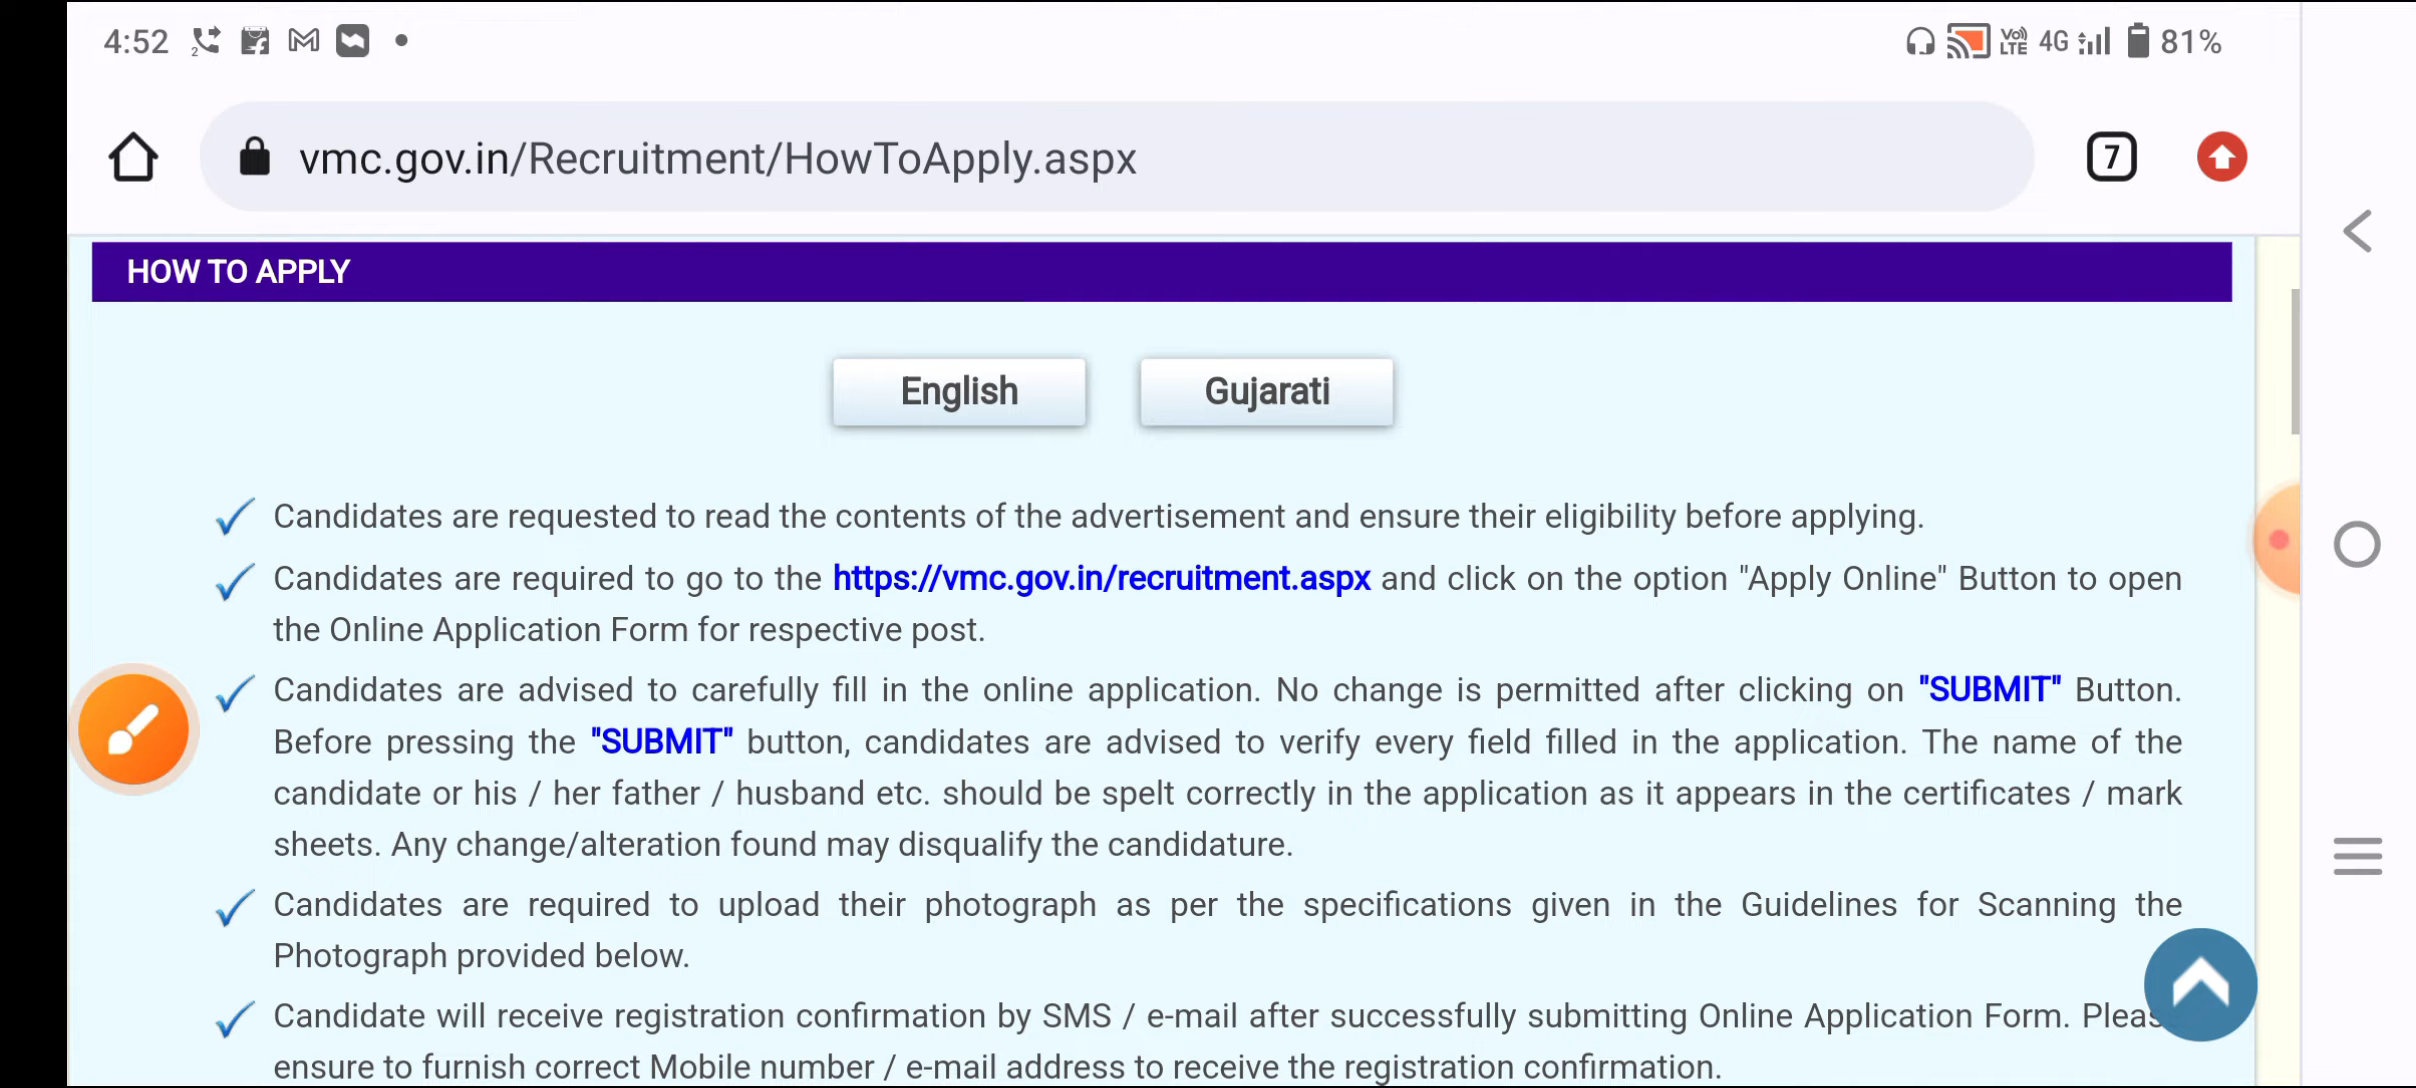 4:52
2
Vo) LTE 4G 81%
vmc.gov.in/Recruitment/HowToApply.aspx
7
HOW TO APPLY
English Gujarati
Candidates are requested to read the contents of the advertisement and ensure their eligibility before applying.
Candidates are required to go to the https://vmc.gov.in/recruitment.aspx and click on the option "Apply Online" Button to open
the Online Application Form for respective post.
Candidates are advised to carefully fill in the online application. No change is permitted after clicking on "SUBMIT" Button.
Before pressing the "SUBMIT" button, candidates are advised to verify every field filled in the application. The name of the
candidate or his / her father / husband etc. should be spelt correctly in the application as it appears in the certificates / mark
sheets. Any change/alteration found may disqualify the candidature.
Candidates are required to upload their photograph as per the specifications given in the Guidelines for Scanning the
Photograph provided below.
Candidate will receive registration confirmation by SMS / e-mail after successfully submitting Online Application Form. Pleas
ensure to furnish correct Mobile number / e-mail address to receive the registration confirmation.